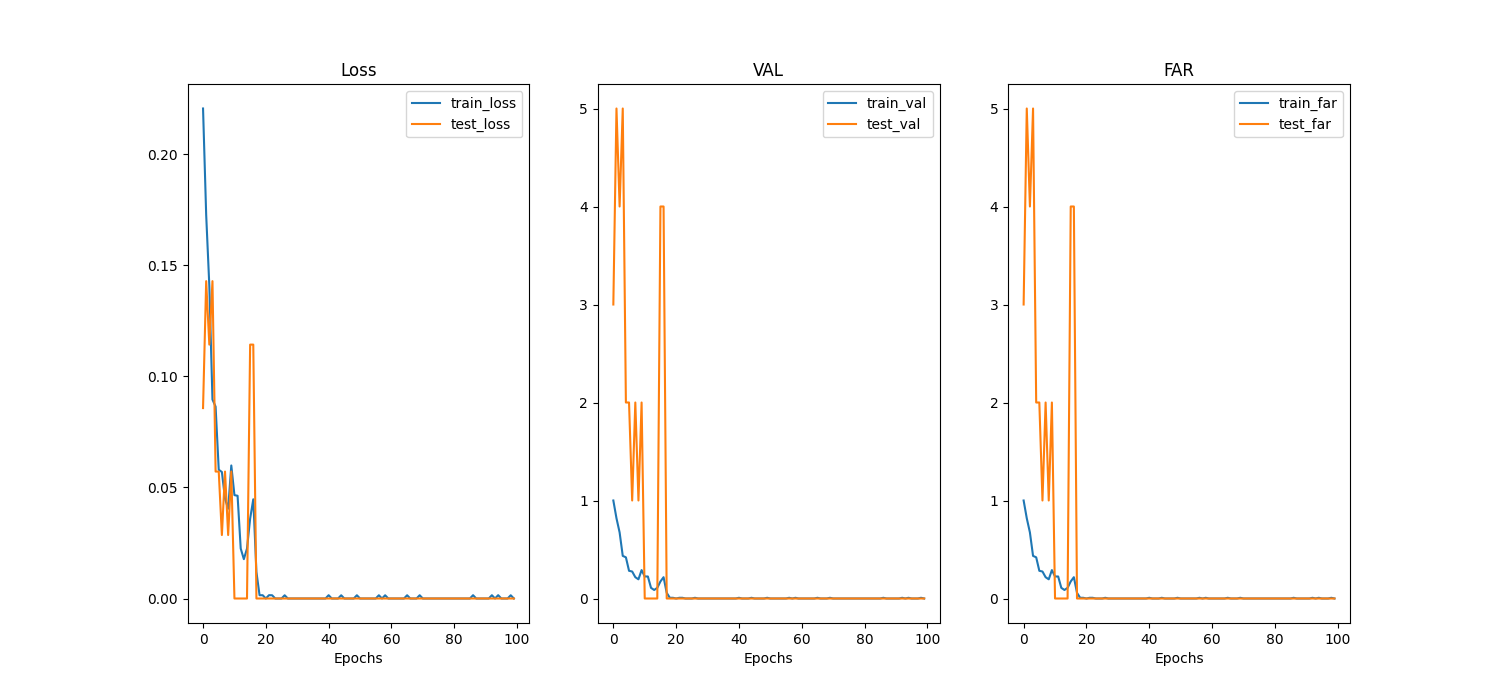 Loss
train_loss
test_loss
0.20
0.15
0.10
0.05
0.00
0 20 40 60 80 100
Epochs
VAL
train_val
test_val
5
4
3
2
1
0
0 20 40 60 80 100
Epochs
FAR
train_far
test_far
5
4
3
2
1
0
0 20 40 60 80 100
Epochs